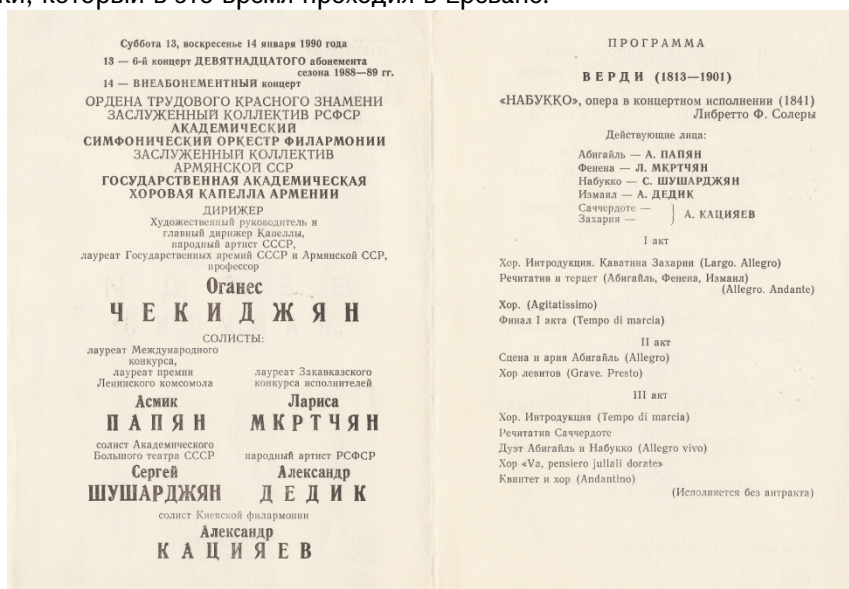 ки, который в это время проходил в Ереване.
Суббота 13, воскресенье 14 января 1990 года
13 — 6-й концерт ДЕВЯТНАДЦАТОГО абонемента
сезона 1988—89 гг.
14 — ВНЕАБОНЕМЕНТНЫЙ концерт
ОРДЕНА ТРУДОВОГО КРАСНОГО ЗНАМЕНИ
ЗАСЛУЖЕННЫЙ КОЛЛЕКТИВ РСФСР
АКАДЕМИЧЕСКИЙ
СИМФОНИЧЕСКИЙ ОРКЕСТР ФИЛАРМОНИИ
ЗАСЛУЖЕННЫЙ КОЛЛЕКТИВ
АРМЯНСКОЙ ССР
ГОСУДАРСТВЕННАЯ АКАДЕМИЧЕСКАЯ
ХОРОВАЯ КАПЕЛЛА АРМЕНИИ
ДИРИЖЕР
Художественный руководитель и
главный дирижер Капеллы,
народный артист СССР,
лауреат Государственных премий СССР и Армянской ССР,
профессор
Оганес
ЧЕКИДЖЯН
СОЛИСТЫ:
лауреат Международного
конкурса,
лауреат премии
Ленинского комсомола
Асмик
ПАПЯН
лауреат Закавказского
конкурса исполнителей
Лариса
МКРТЧЯН
солист Академического
Большого театра СССР
Сергей
ШУШАРДЖЯН
народный артист РСФСР
Александр
ДЕДИК
солист Киевской филармонии
Александр
КАЦИЯЕВ
ПРОГРАММА
ВЕРДИ (1813—1901)
«НАБУККО», опера в концертном исполнении (1841)
Либретто Ф. Солеры
Действующие лица:
Абигайль — А. ПАПЯН
Фенена — Л. МКРТЧЯН
Набукко — С. ШУШАРДЖЯН
Измаил — А. ДЕДИК
Саччердоте —
Захария — } А. КАЦИЯЕВ
I акт
Хор. Интродукция. Каватина Захарии (Largo. Allegro)
Речитатив и терцет (Абигайль, Фенена, Измаил)
(Allegro. Andante)
Хор. (Agitatissimo)
Финал I акта (Tempo di marcia)
II акт
Сцена и ария Абигайль (Allegro)
Хор левитов (Grave. Presto)
III акт
Хор. Интродукция (Tempo di marcia)
Речитатив Саччердоте
Дуэт Абигайль и Набукко (Allegro vivo)
Хор «Va, pensiero jullali dorate»
Квинтет и хор (Andantino)
(Исполняется без антракта)